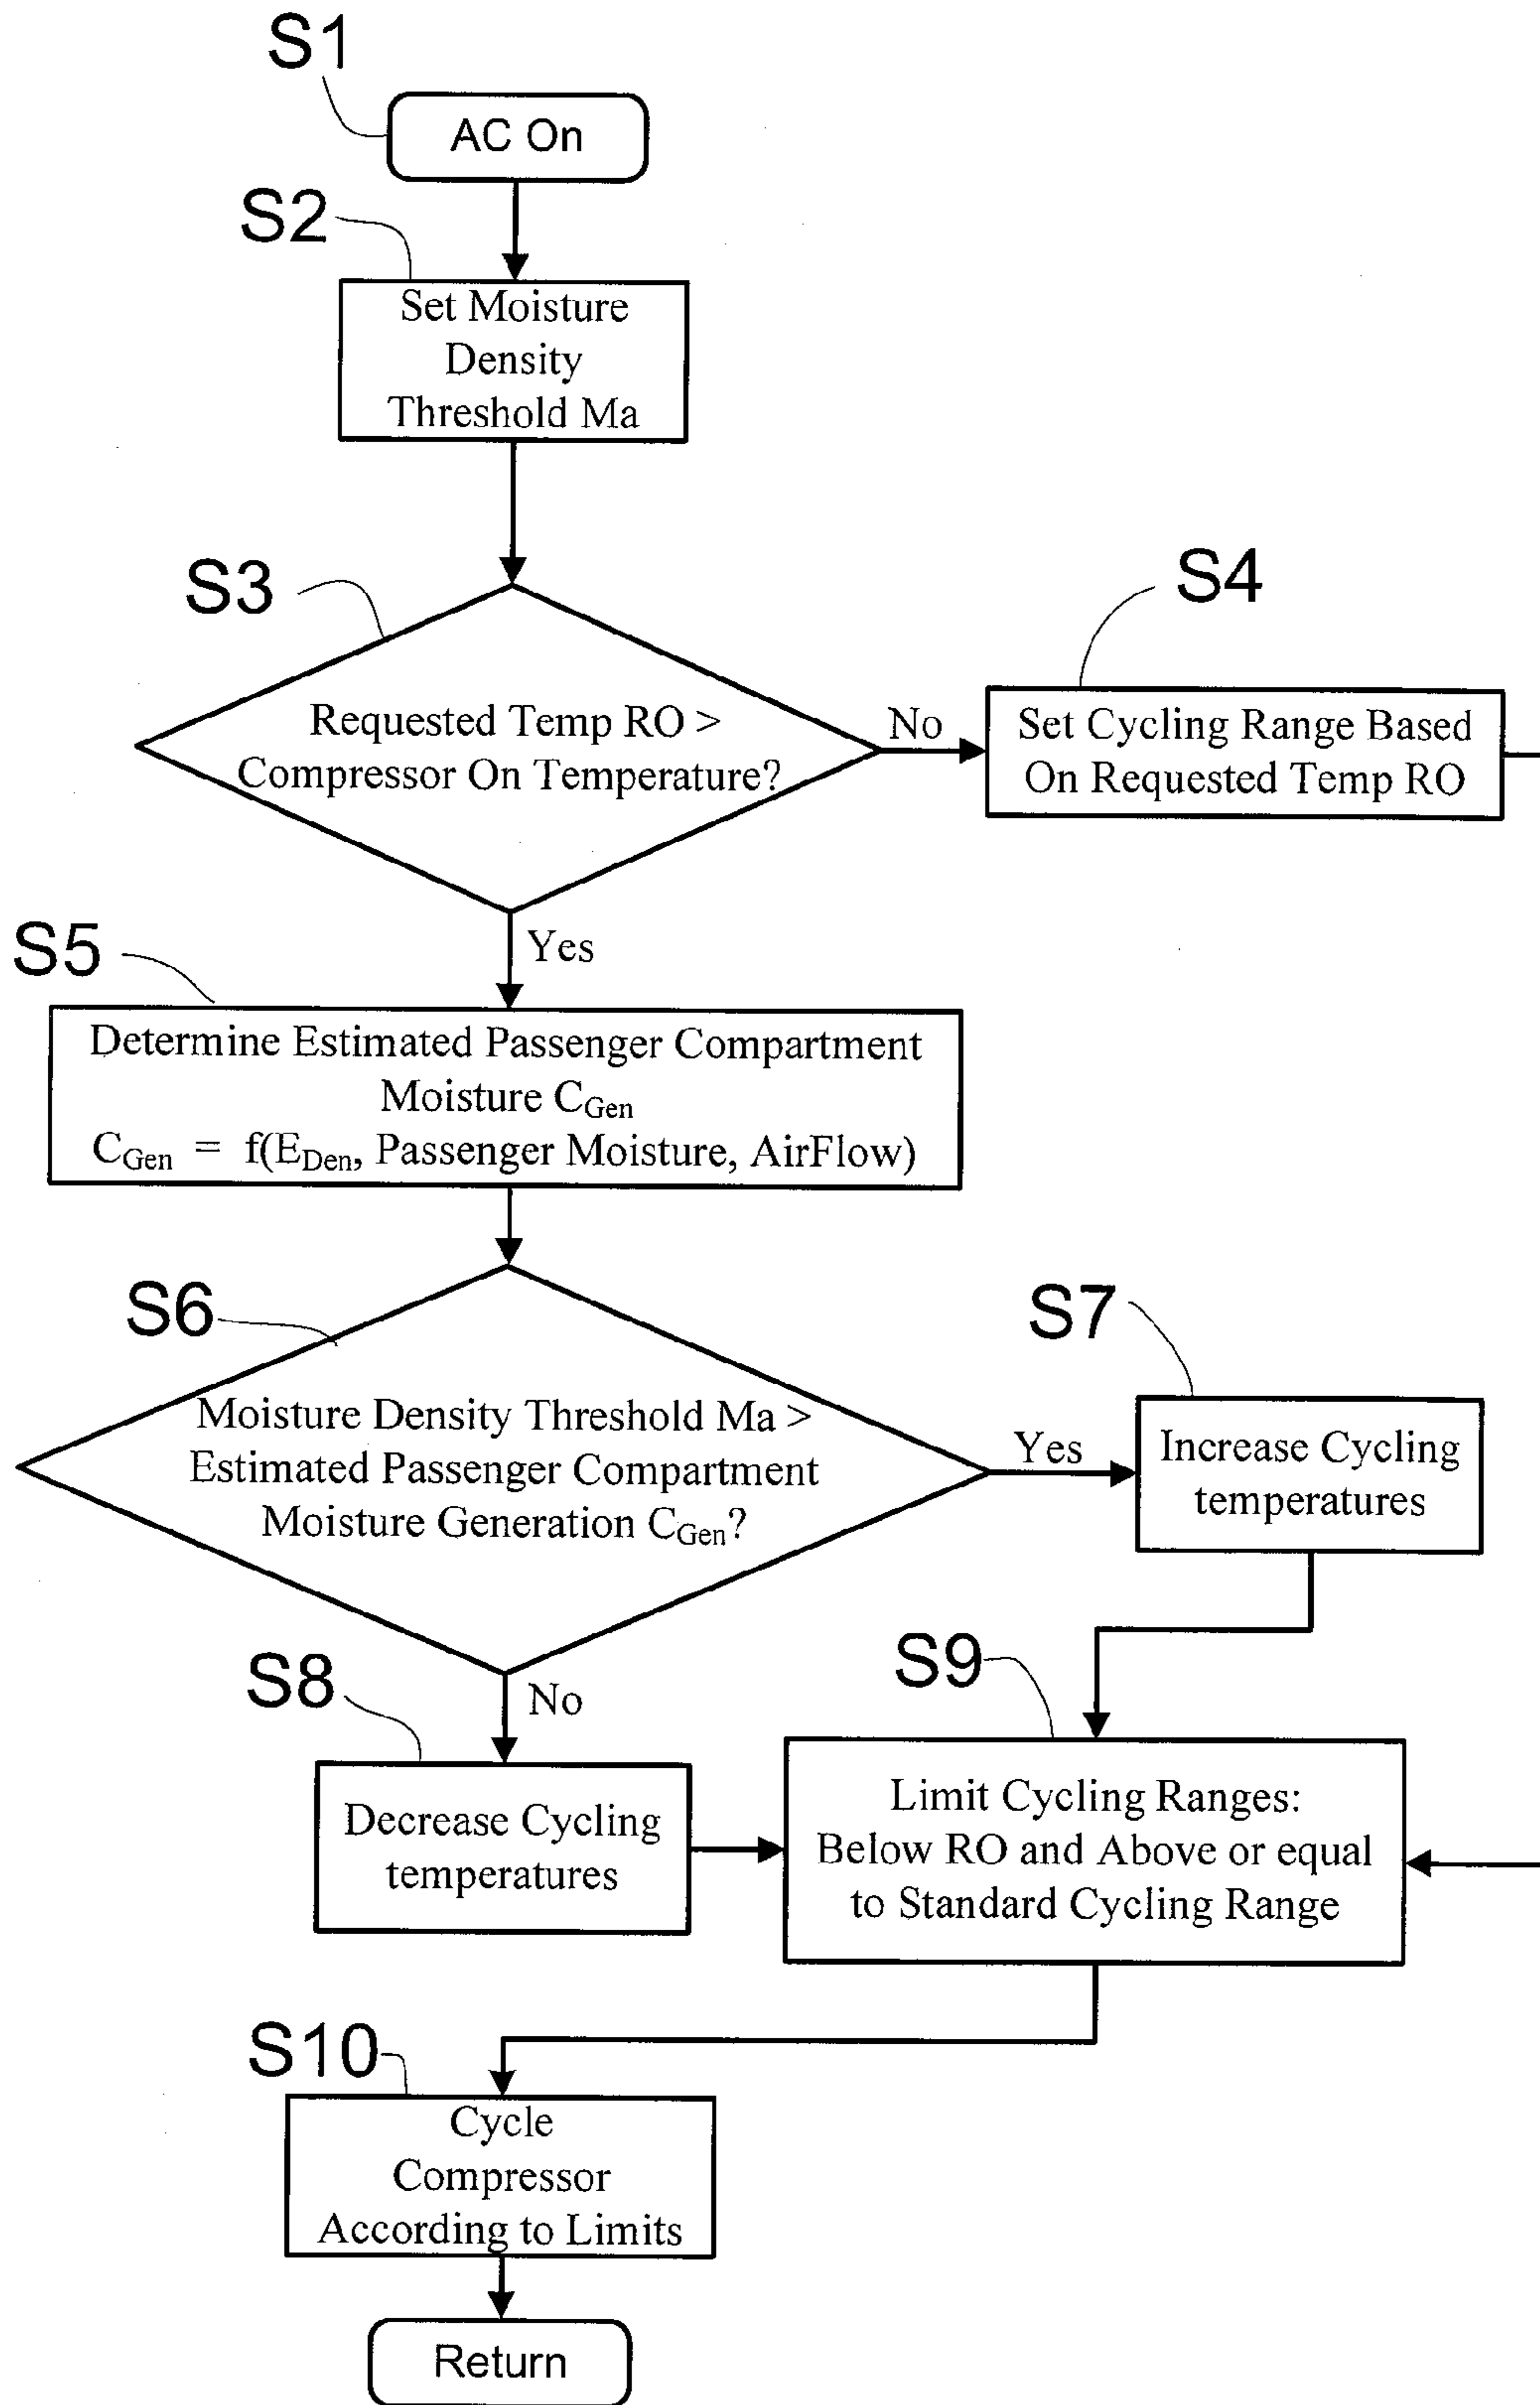 S1
AC On
S2
Set Moisture
Density
Threshold Ma
S3
Requested Temp RO >
Compressor On Temperature?
No
S4
Set Cycling Range Based
On Requested Temp RO
Yes
S5
Determine Estimated Passenger Compartment
Moisture C_Gen
C_Gen = f(E_Den, Passenger Moisture, AirFlow)
S6
Moisture Density Threshold Ma >
Estimated Passenger Compartment
Moisture Generation C_Gen?
Yes
S7
Increase Cycling
temperatures
No
S8
Decrease Cycling
temperatures
S9
Limit Cycling Ranges:
Below RO and Above or equal
to Standard Cycling Range
S10
Cycle
Compressor
According to Limits
Return